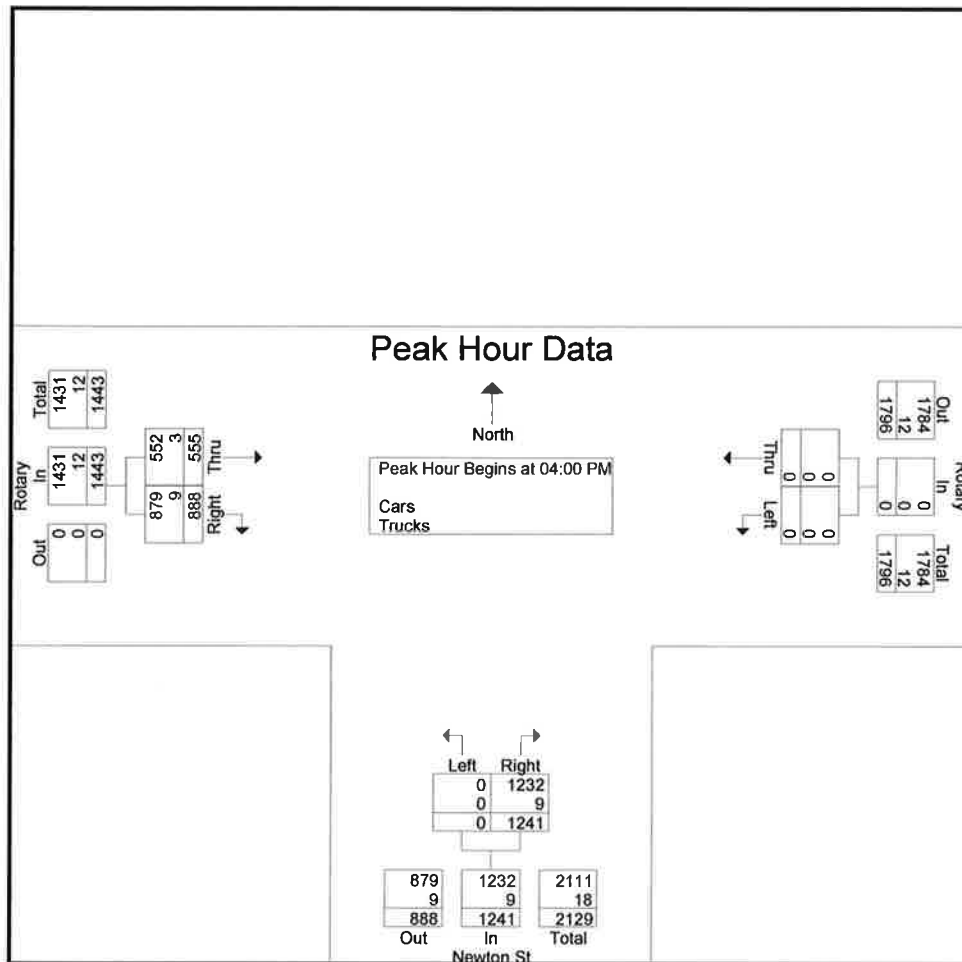 Peak Hour Data
North
Peak Hour Begins at 04:00 PM
Cars
Trucks
Rotary
Total
1431
12
1443
In
1431
12
1443
Out
0
0
0
Thru
552
3
555
Right
879
9
888
Rotary
Out
1784
12
1796
In
0
0
0
Total
1784
12
1796
Thru
0
0
0
Left
0
0
0
Left Right
0 1232
0 9
0 1241
879 1232 2111
9 9 18
888 1241 2129
Out In Total
Newton St